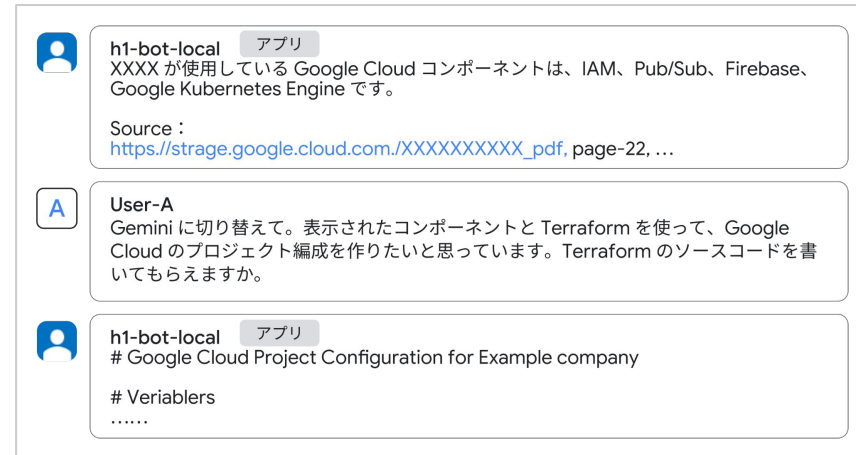 h1-bot-local アプリ
XXXX が使用している Google Cloud コンポーネントは、IAM、Pub/Sub、Firebase、
Google Kubernetes Engine です。
Source：
https://strage.google.cloud.com./XXXXXXXXXX_pdf, page-22, …
A
User-A
Gemini に切り替えて。表示されたコンポーネントと Terraform を使って、Google
Cloud のプロジェクト編成を作りたいと思っています。Terraform のソースコードを書
いてもらえますか。
h1-bot-local アプリ
# Google Cloud Project Configuration for Example company
# Veriablers
……